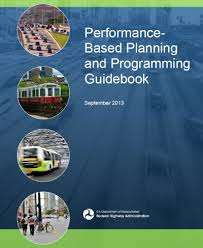 Performance-
Based Planning
and Programming
Guidebook
September 2013
U.S. Department of Transportation
Federal Highway Administration